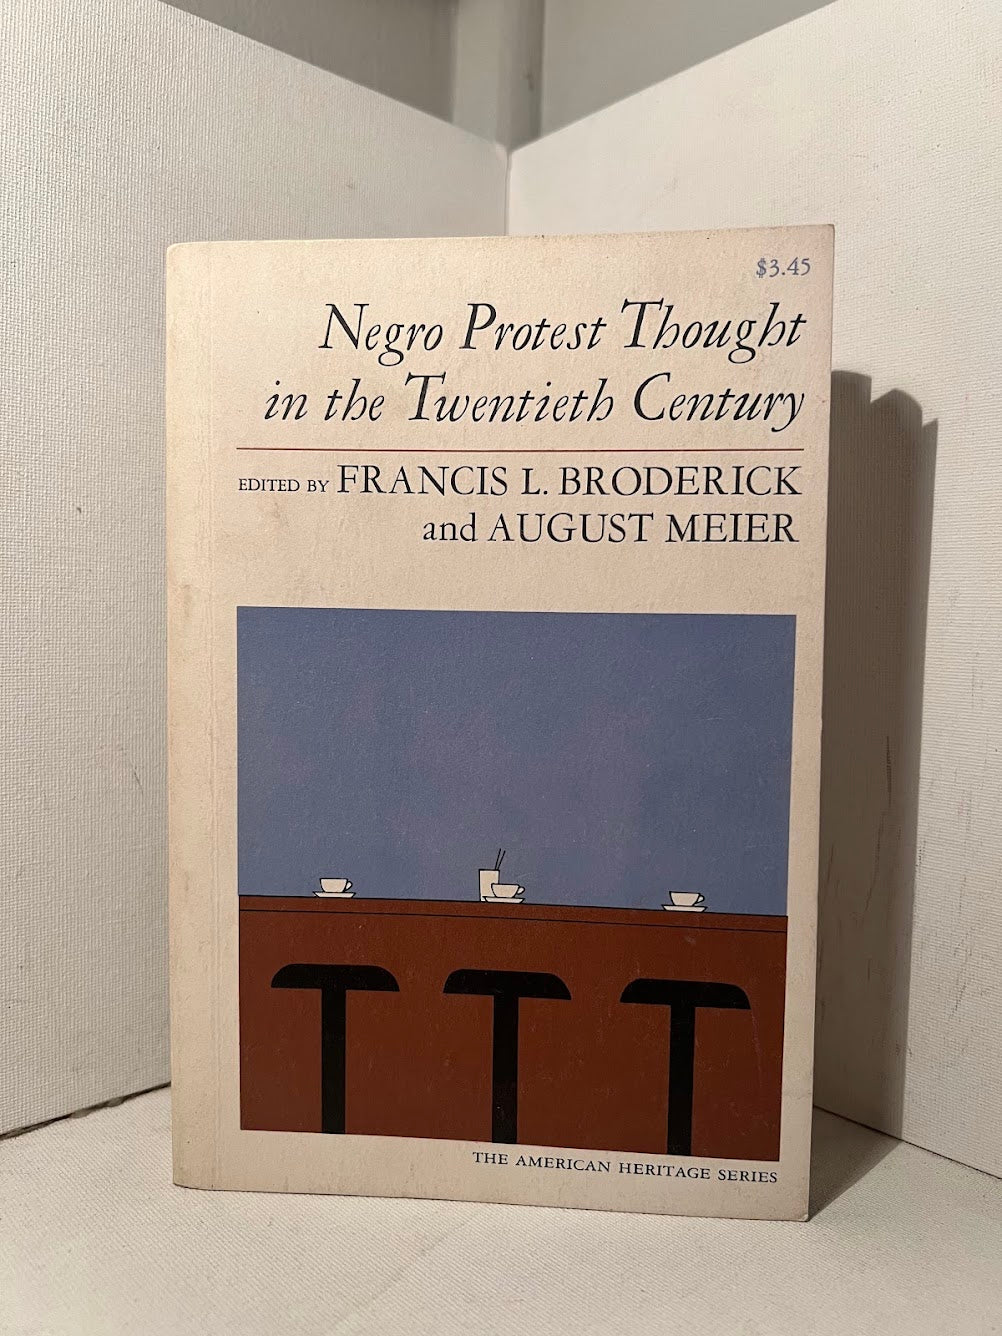 $3.45
Negro Protest Thought
in the Twentieth Century
EDITED BY FRANCIS L. BRODERICK
and AUGUST MEIER
THE AMERICAN HERITAGE SERIES